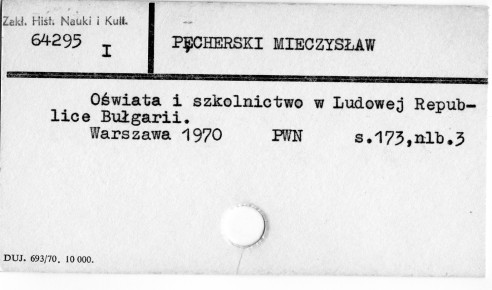 Zakł. Hist. Nauki i Kult.
64295 I
PĘCHERSKI MIECZYSŁAW
Oświata i szkolnictwo w Ludowej Repub-
lice Bułgarii.
Warszawa 1970 PWN s.173,nlb.3
DUJ. 693/70. 10 000.